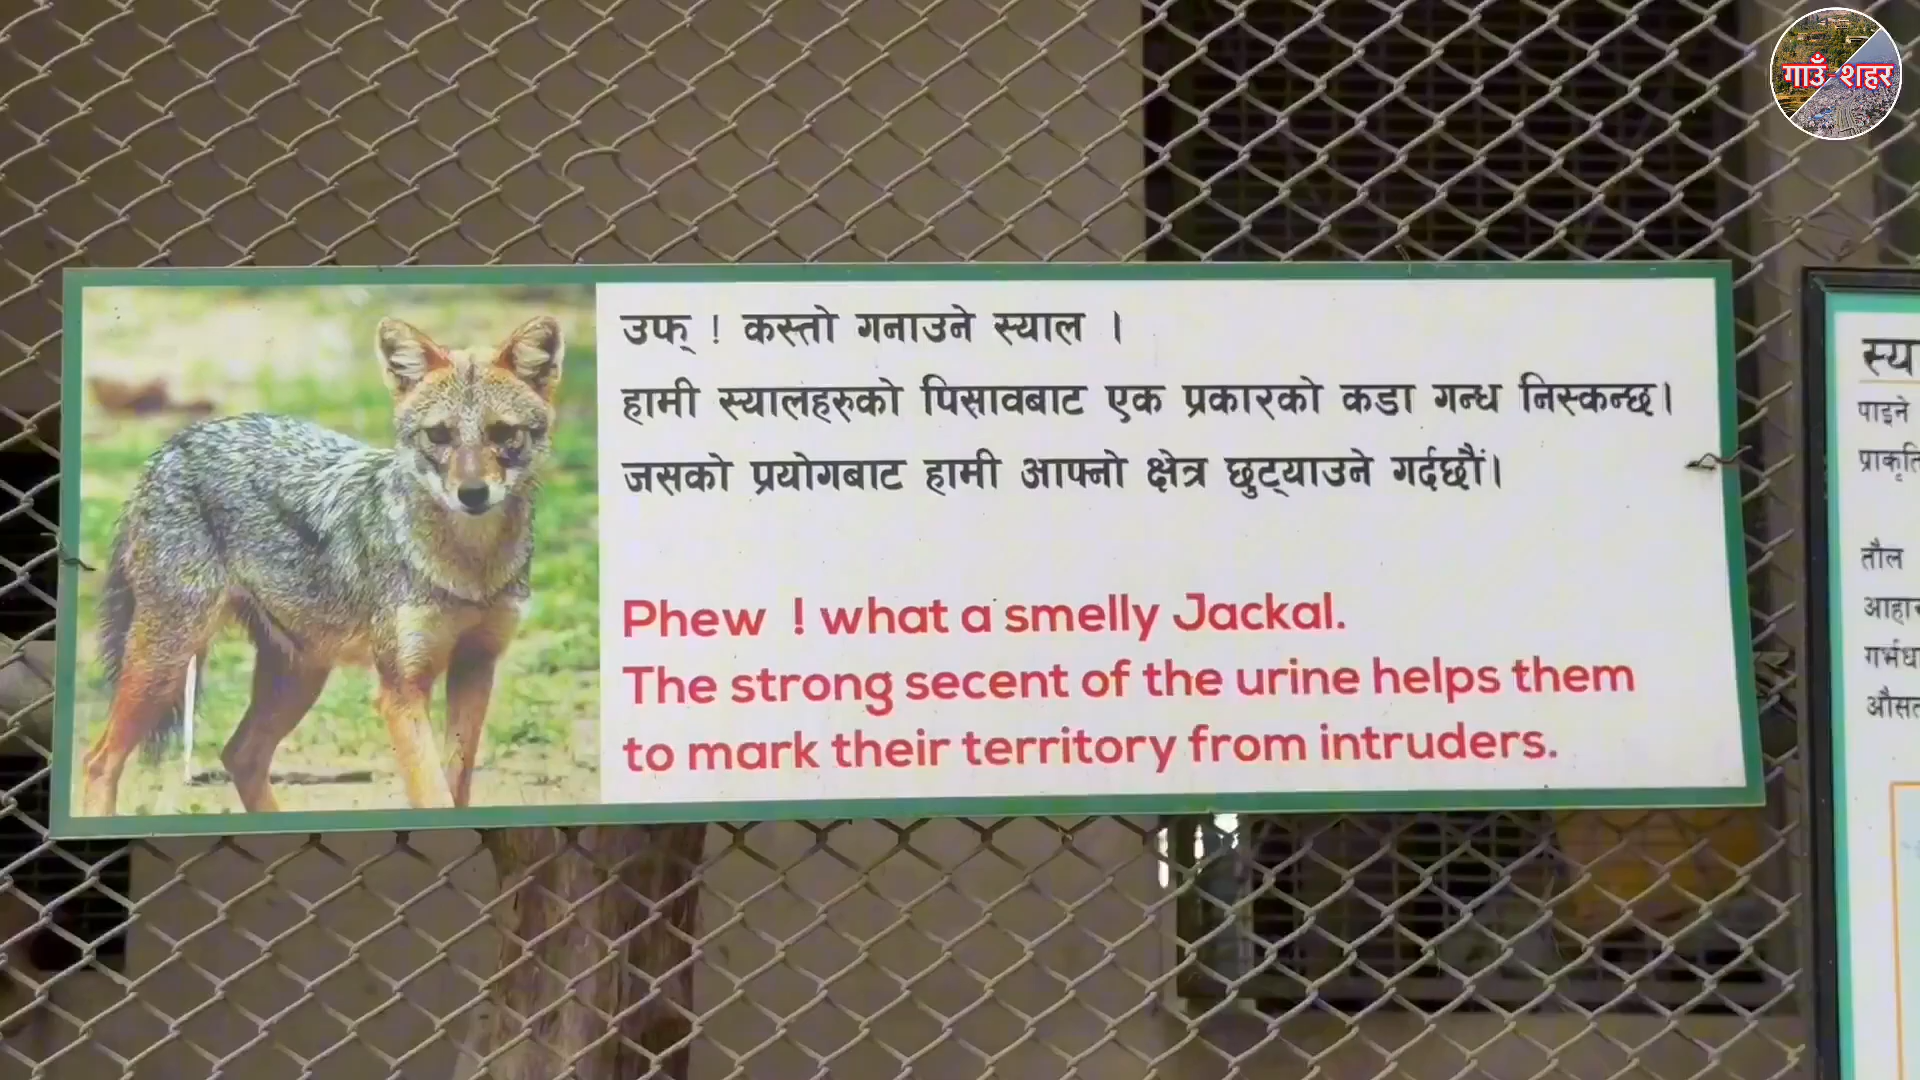 गाउँ-शहर
उफ् ! कस्तो गनाउने स्याल ।
हामी स्यालहरुको पिसावबाट एक प्रकारको कडा गन्ध निस्कन्छ।
जसको प्रयोगबाट हामी आफ्नो क्षेत्र छुट्याउने गर्दछौं।
Phew ! what a smelly Jackal.
The strong secent of the urine helps them
to mark their territory from intruders.
पाइने
तौल